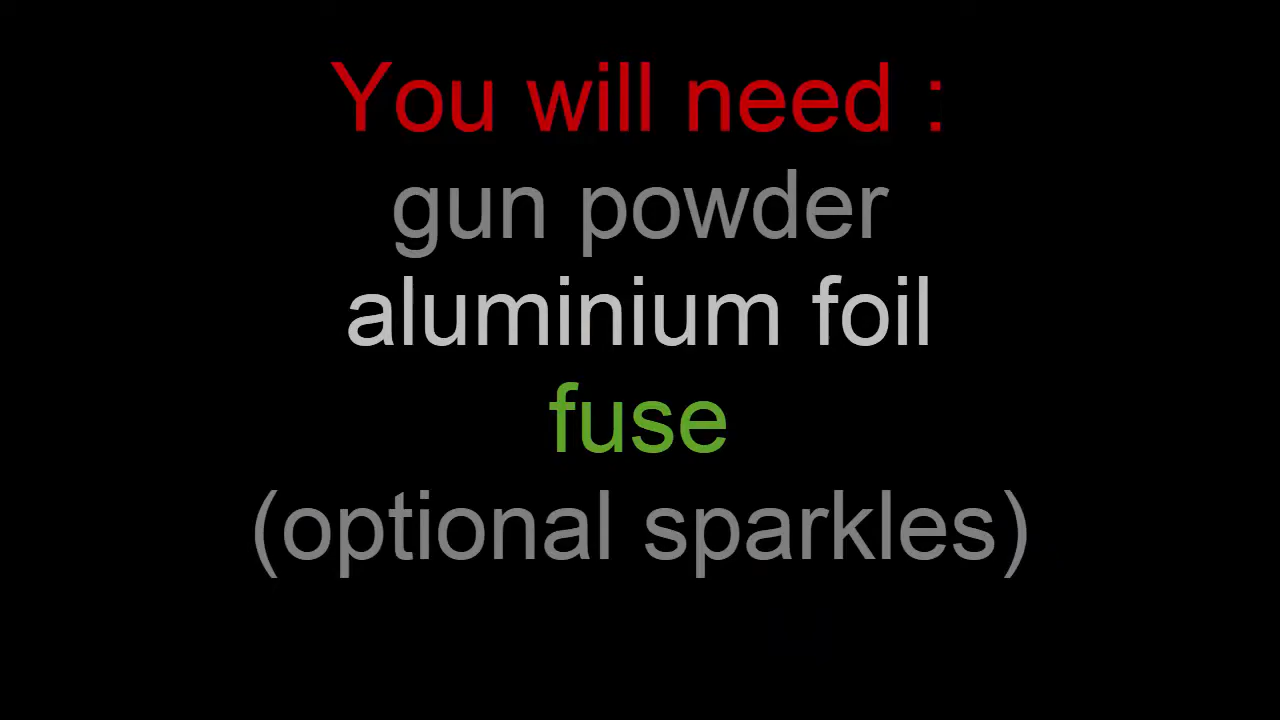 You will need :
gun powder
aluminium foil
fuse
(optional sparkles)